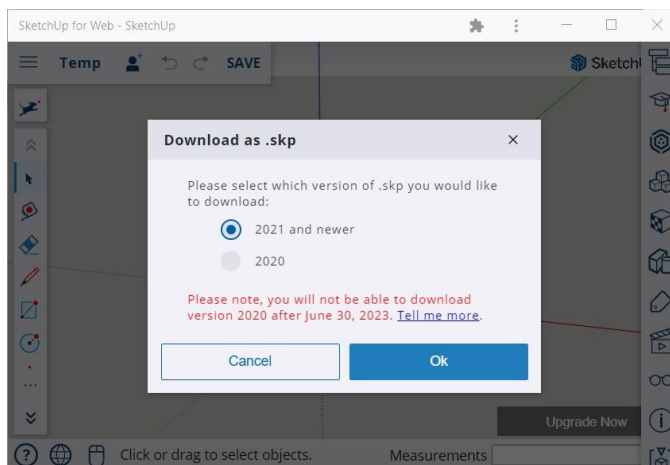 SketchUp for Web - SketchUp
Temp
SAVE
Sketch
Download as .skp
Please select which version of .skp you would like
to download:
2021 and newer
2020
Please note, you will not be able to download
version 2020 after June 30, 2023. Tell me more.
Cancel
Ok
Upgrade Now
Click or drag to select objects.
Measurements